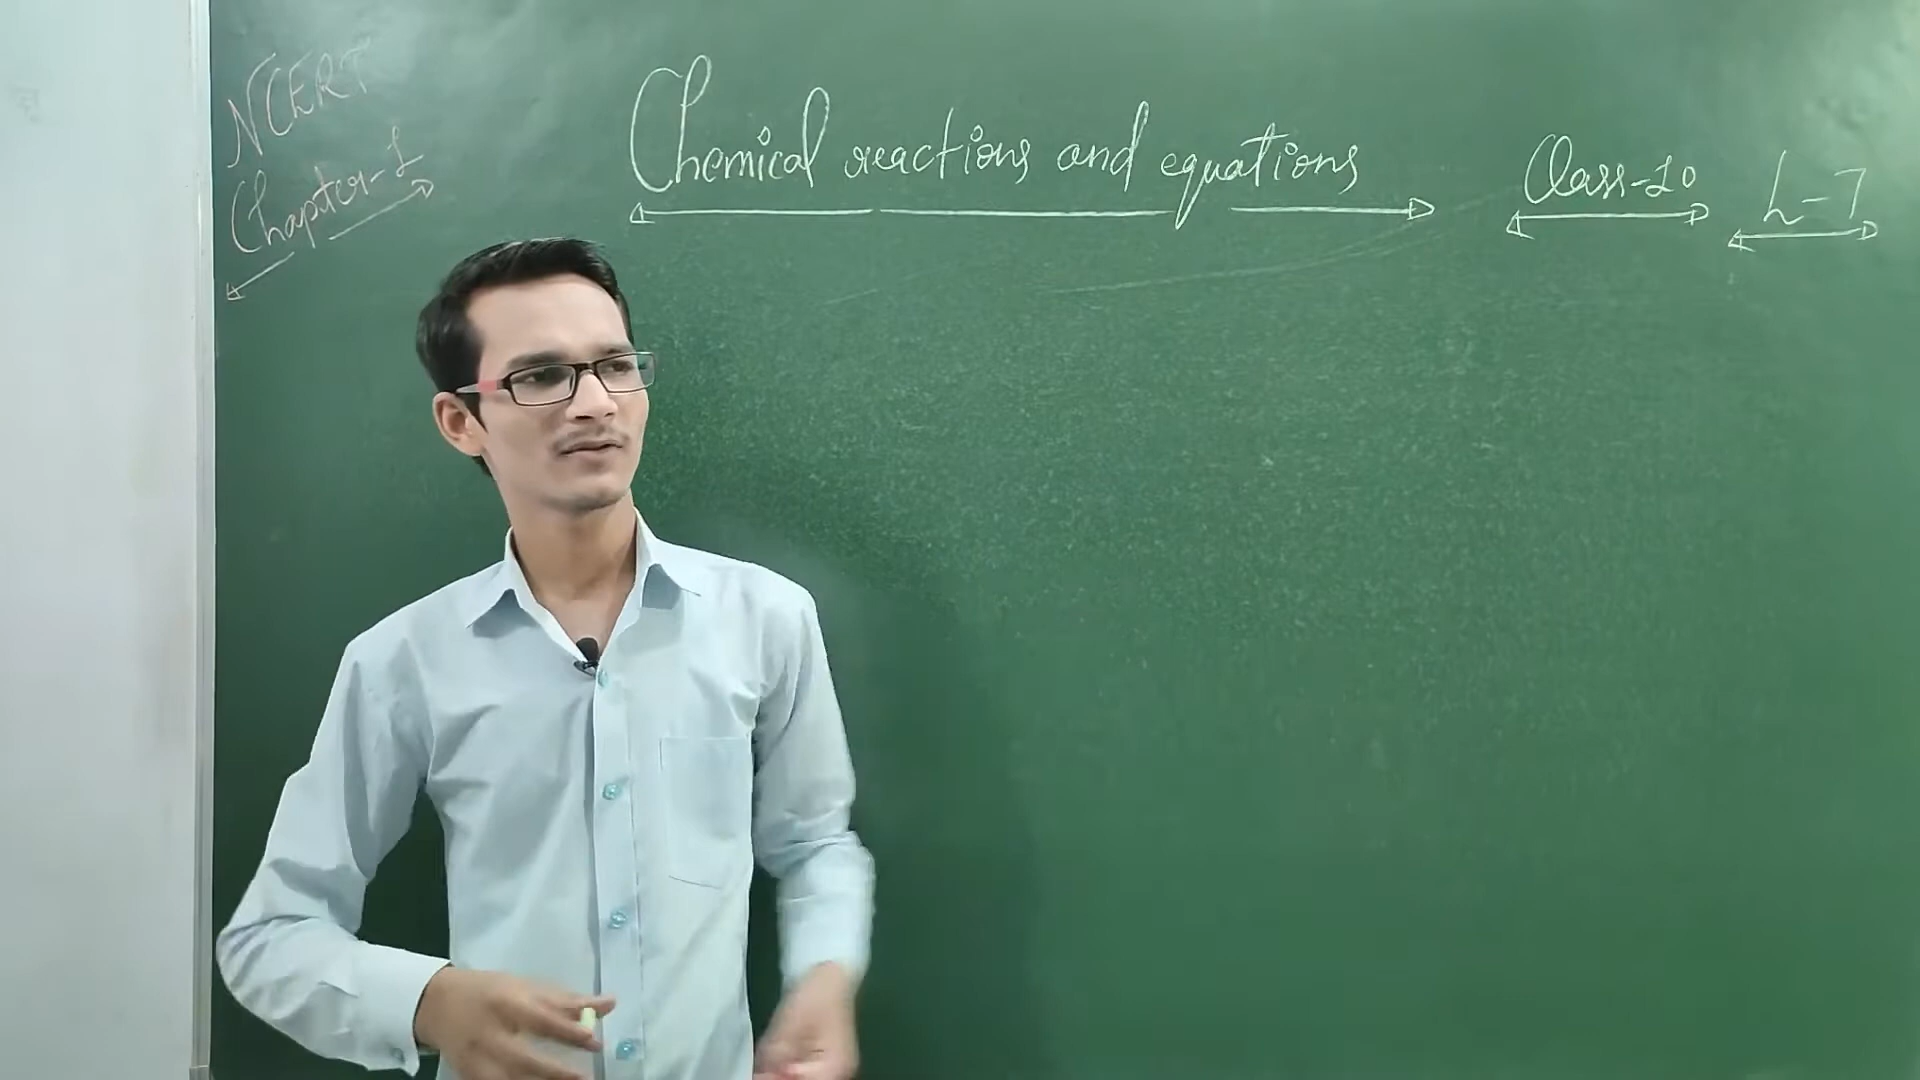 NCERT
Chapter-1
Chemical reactions and equations
Class-10
L-7